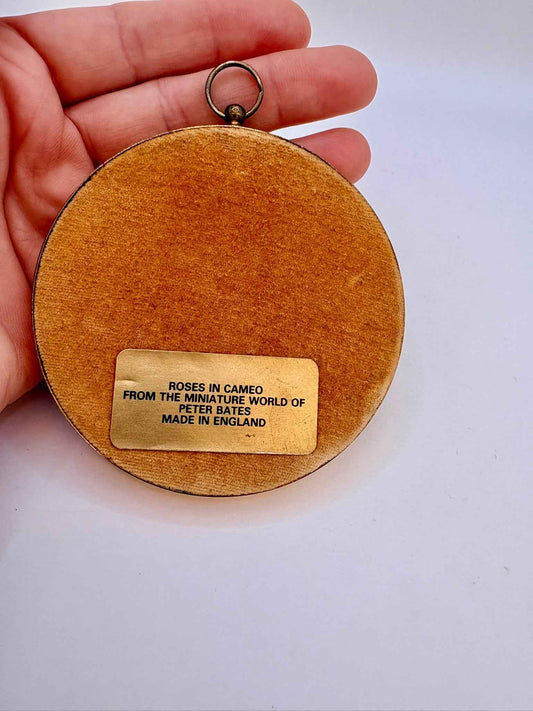 ROSES IN CAMEO
FROM THE MINIATURE WORLD OF
PETER BATES
MADE IN ENGLAND